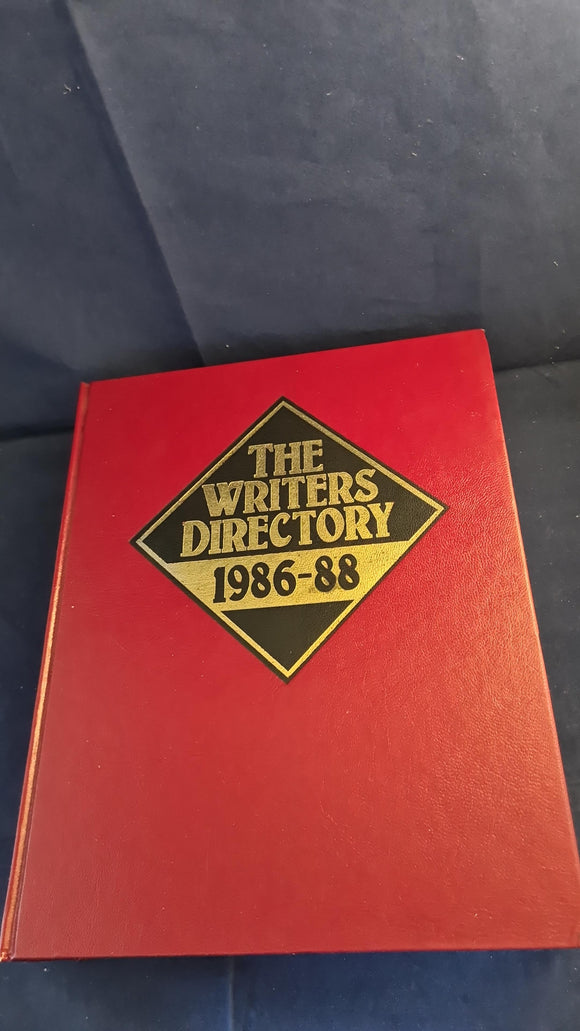 THE
WRITERS
DIRECTORY
1986-88